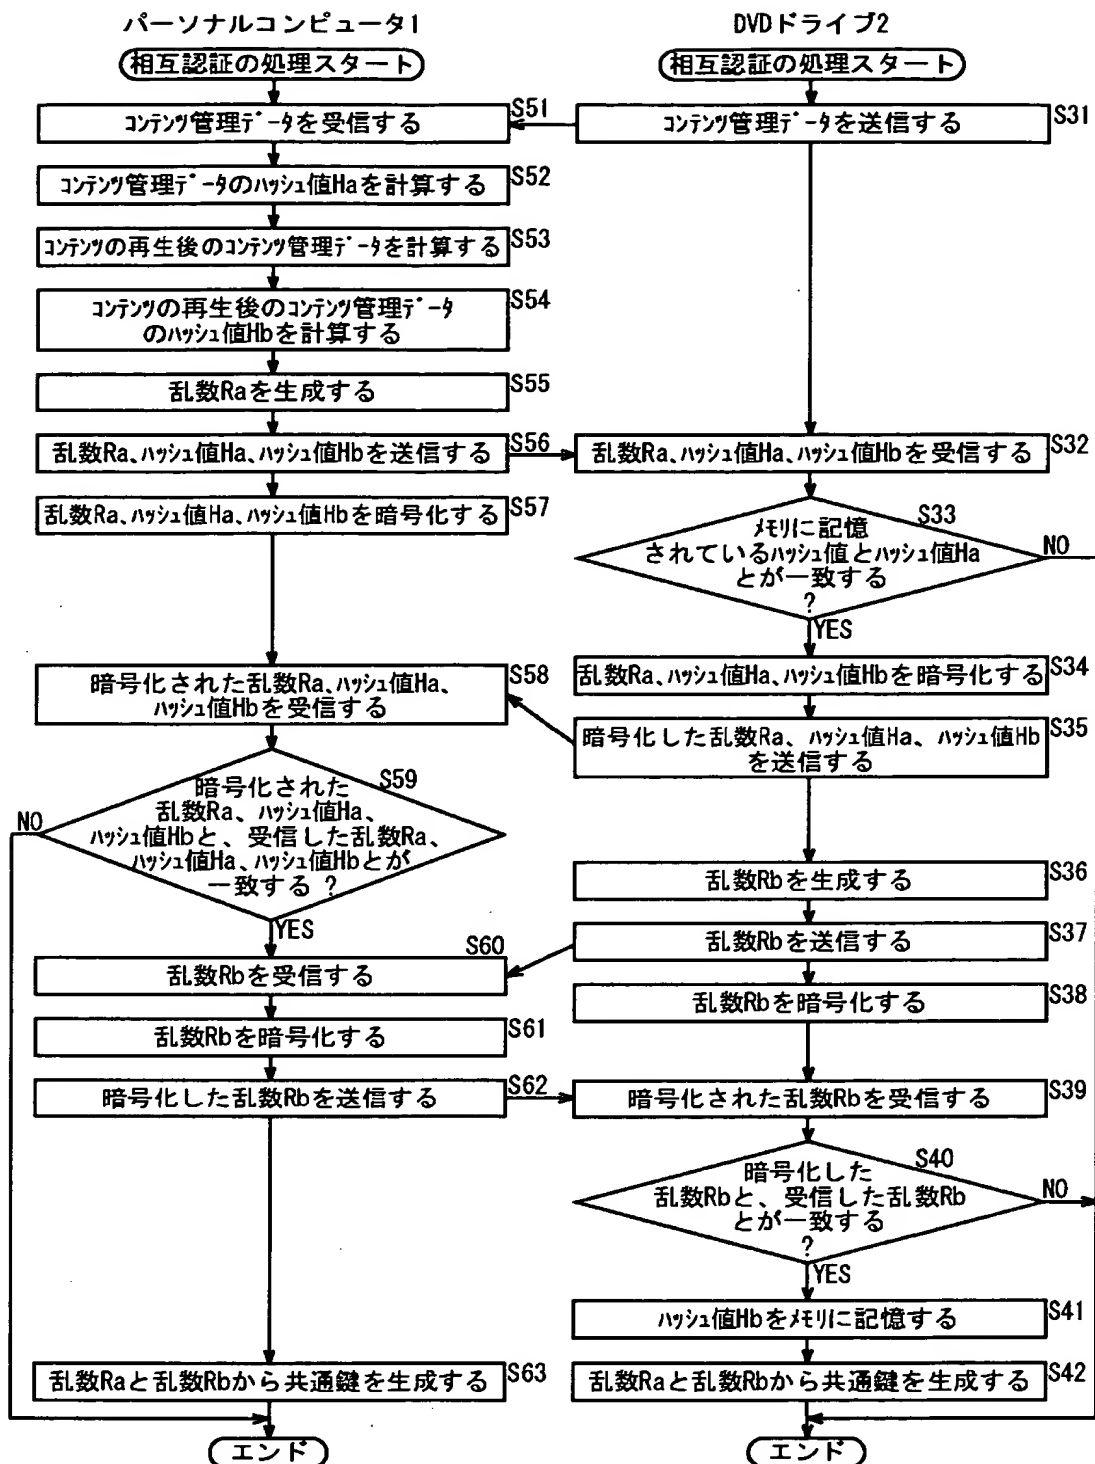 パーソナルコンピュータ1
相互認証の処理スタート
S51
コンテンツ管理データを受信する
S52
コンテンツ管理データのハッシュ値Haを計算する
S53
コンテンツの再生後のコンテンツ管理データを計算する
S54
コンテンツの再生後のコンテンツ管理データ
のハッシュ値Hbを計算する
S55
乱数Raを生成する
S56
乱数Ra、ハッシュ値Ha、ハッシュ値Hbを送信する
S57
乱数Ra、ハッシュ値Ha、ハッシュ値Hbを暗号化する
S58
暗号化された乱数Ra、ハッシュ値Ha、
ハッシュ値Hbを受信する
S59
暗号化された
乱数Ra、ハッシュ値Ha、
ハッシュ値Hbと、受信した乱数Ra、
ハッシュ値Ha、ハッシュ値Hbとが
一致する ?
NO
YES
S60
乱数Rbを受信する
S61
乱数Rbを暗号化する
S62
暗号化した乱数Rbを送信する
S63
乱数Raと乱数Rbから共通鍵を生成する
エンド
DVDドライブ2
相互認証の処理スタート
S31
コンテンツ管理データを送信する
S32
乱数Ra、ハッシュ値Ha、ハッシュ値Hbを受信する
S33
メモリに記憶
されているハッシュ値とハッシュ値Ha
とが一致する
?
NO
YES
S34
乱数Ra、ハッシュ値Ha、ハッシュ値Hbを暗号化する
S35
暗号化した乱数Ra、ハッシュ値Ha、ハッシュ値Hb
を送信する
S36
乱数Rbを生成する
S37
乱数Rbを送信する
S38
乱数Rbを暗号化する
S39
暗号化された乱数Rbを受信する
S40
暗号化した
乱数Rbと、受信した乱数Rb
とが一致する
?
NO
YES
S41
ハッシュ値Hbをメモリに記憶する
S42
乱数Raと乱数Rbから共通鍵を生成する
エンド